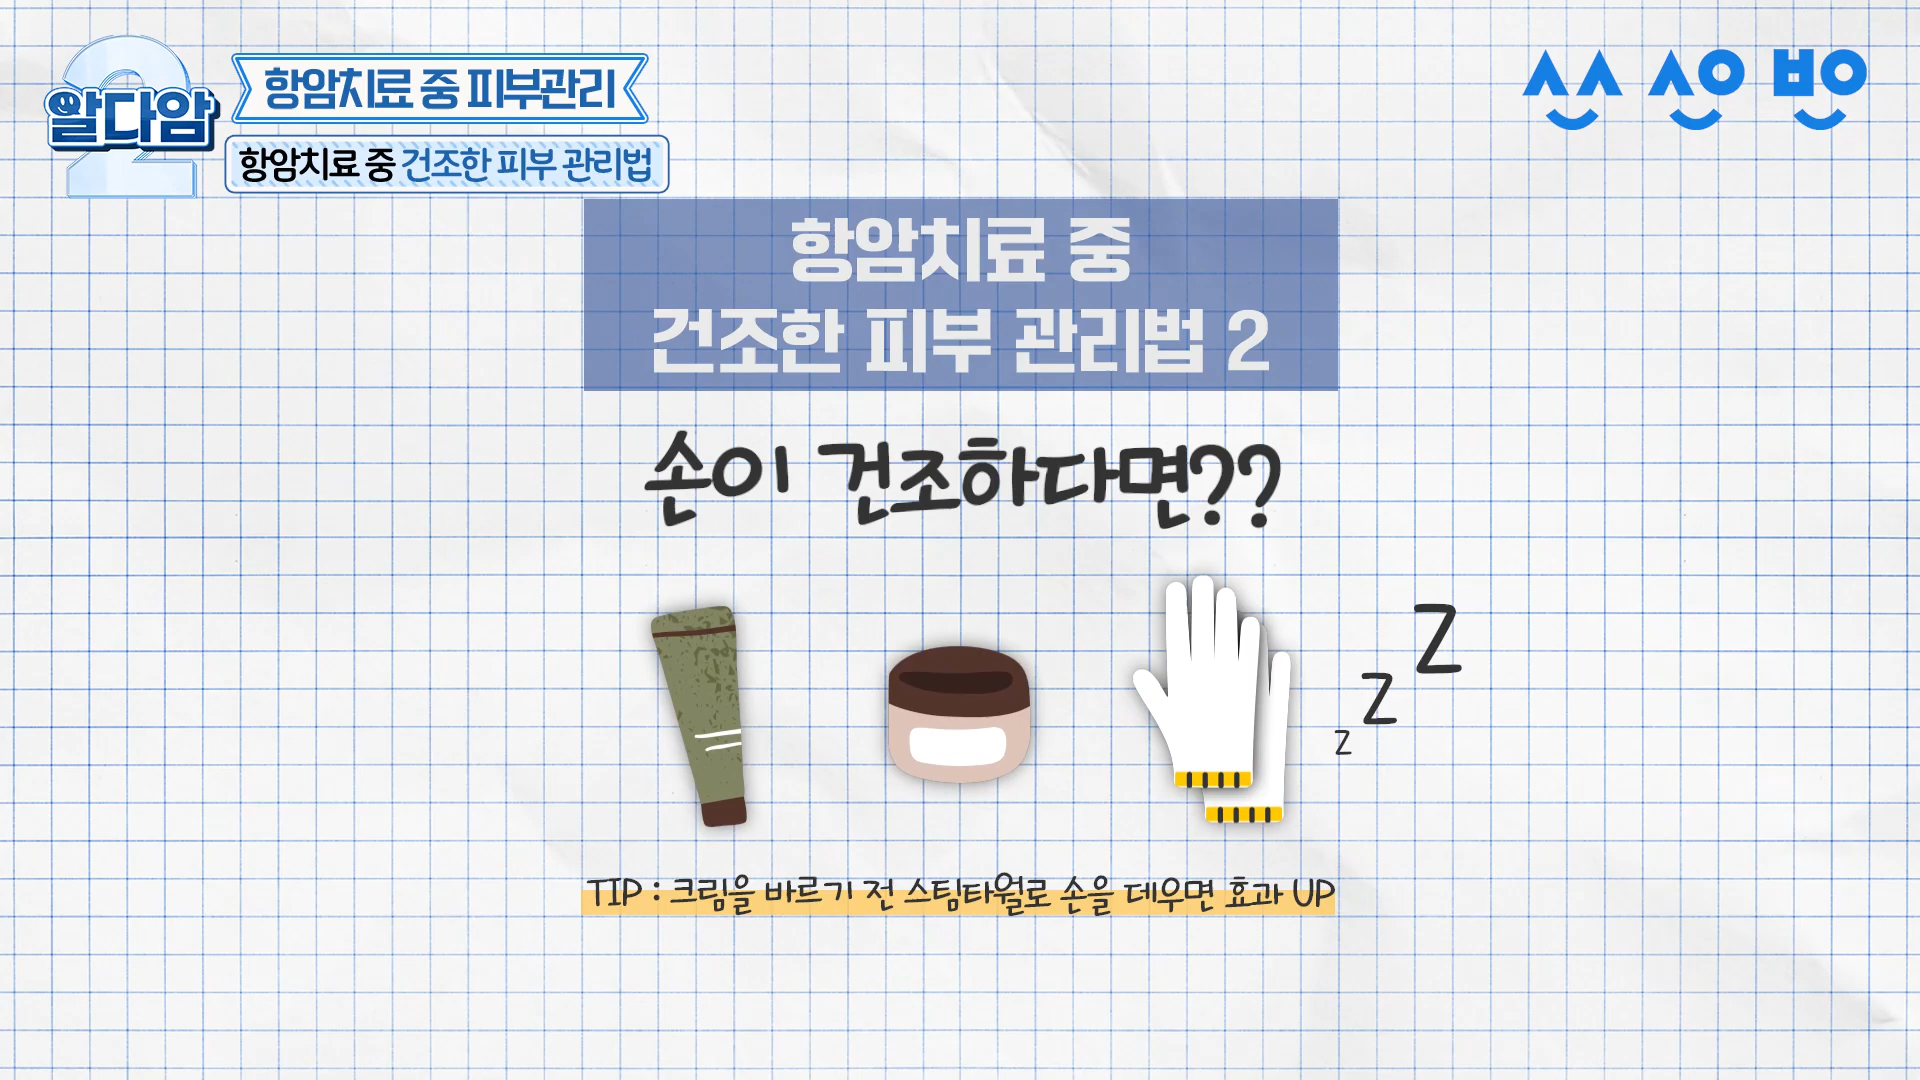 알다암2
항암치료 중 피부관리
항암치료 중 건조한 피부 관리법
쓰 승 병
항암치료 중
건조한 피부 관리법 2
손이 건조하다면??
z Z Z
TIP : 크림을 바르기 전 스팀타월로 손을 데우면 효과 UP